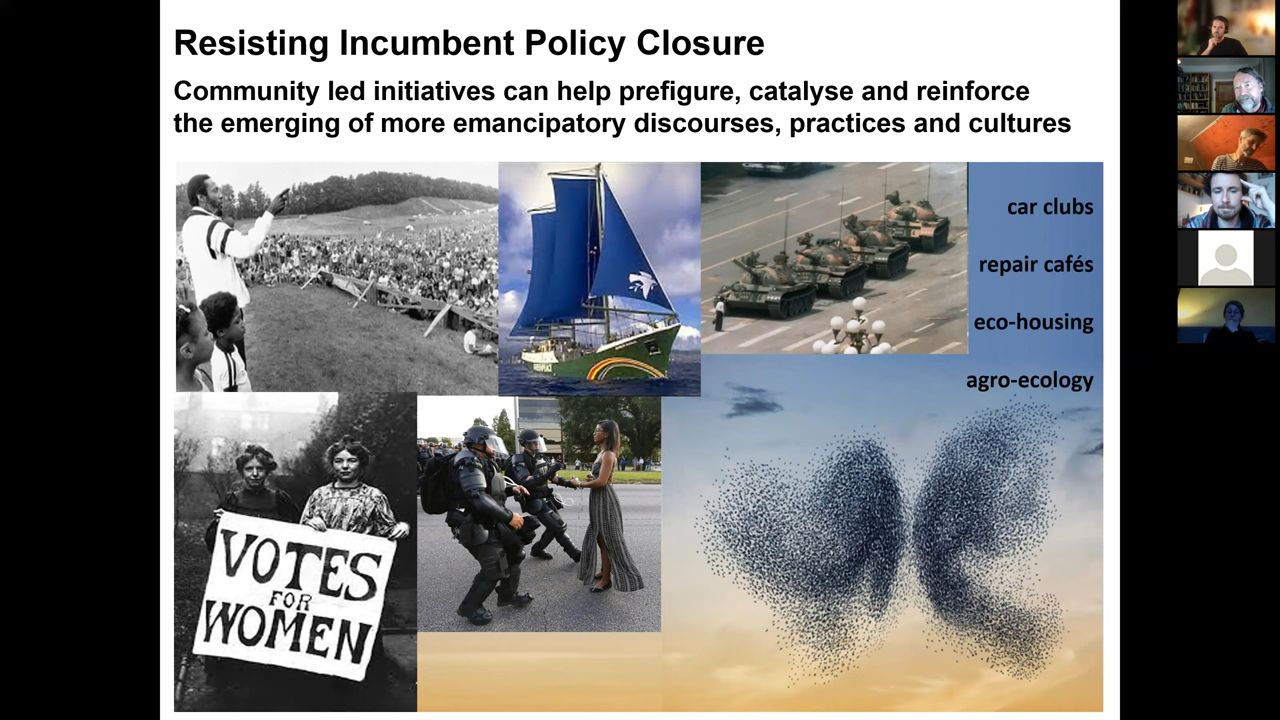 Resisting Incumbent Policy Closure
Community led initiatives can help prefigure, catalyse and reinforce
the emerging of more emancipatory discourses, practices and cultures
car clubs
repair cafés
eco-housing
agro-ecology
GREENPEACE
VOTES
FOR
WOMEN